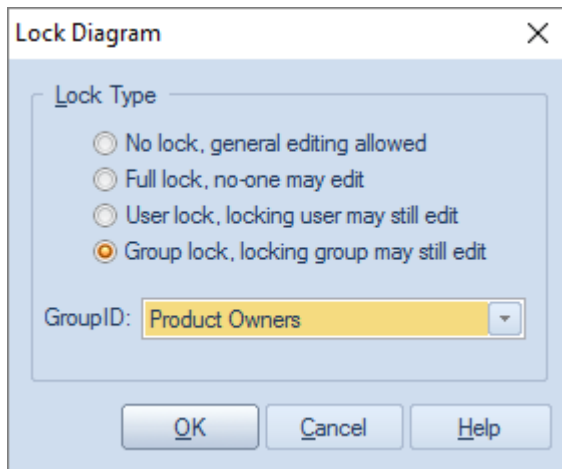 Lock Diagram
Lock Type
No lock, general editing allowed
Full lock, no-one may edit
User lock, locking user may still edit
Group lock, locking group may still edit
GroupID: Product Owners
OK Cancel Help